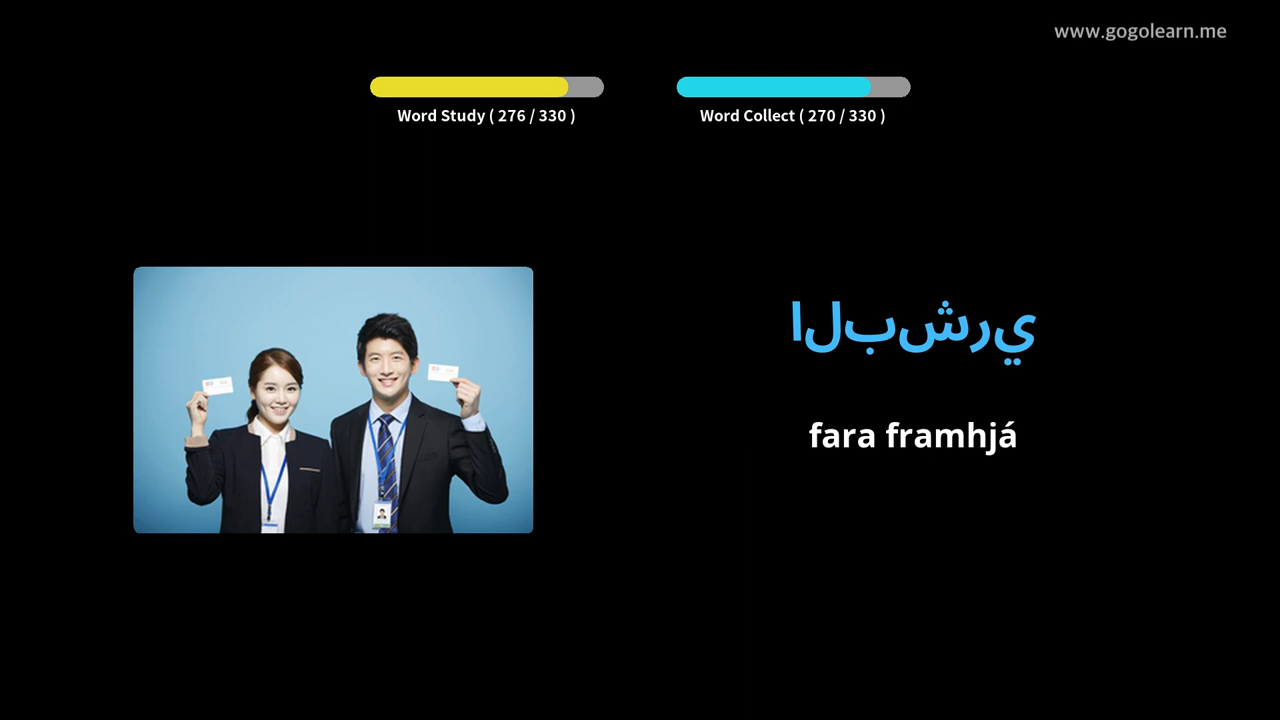 www.gogolearn.me
Word Study ( 276 / 330 )
Word Collect ( 270 / 330 )
البشري
fara framhjá